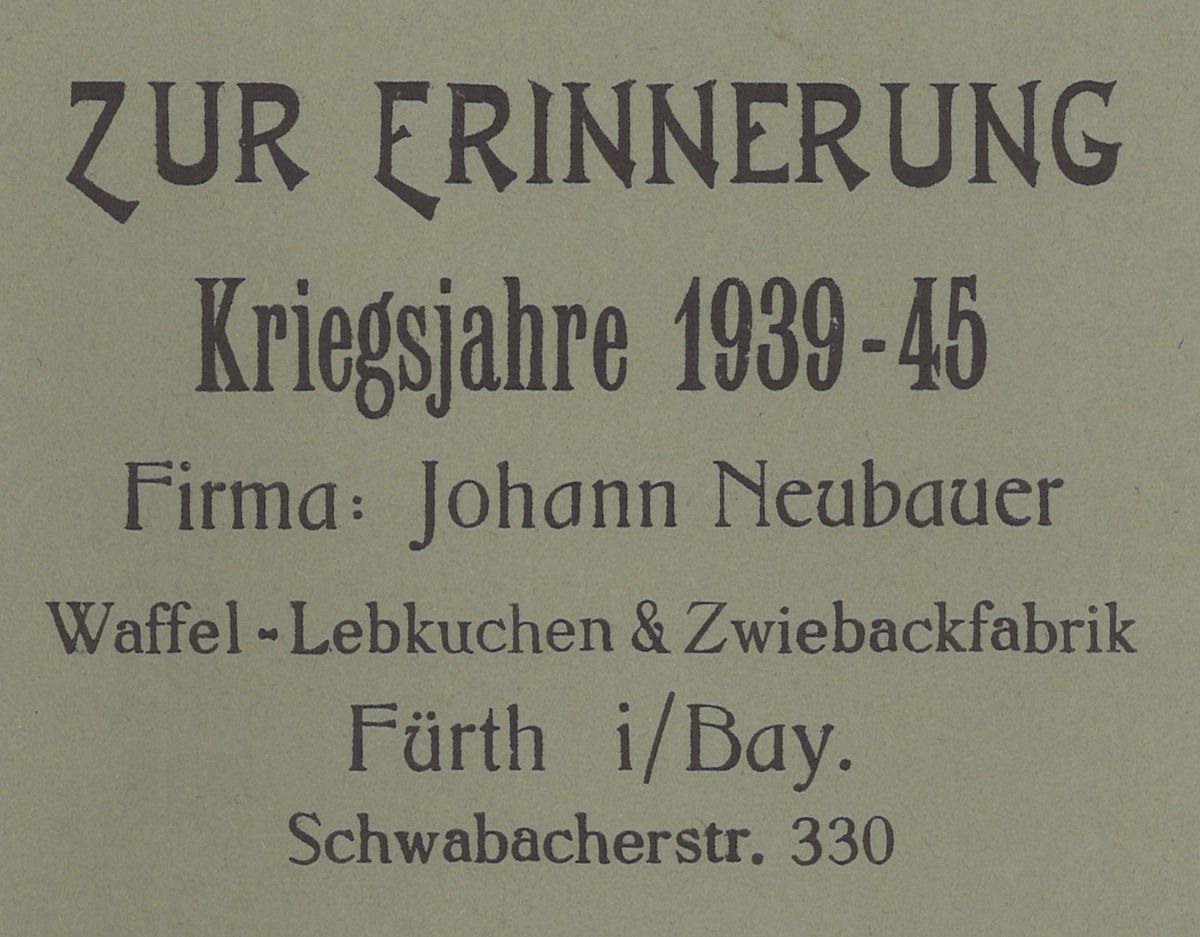 ZUR ERINNERUNG
Kriegsjahre 1939-45
Firma: Johann Neubauer
Waffel-Lebkuchen & Zwiebackfabrik
Fürth i/Bay.
Schwabacherstr. 330